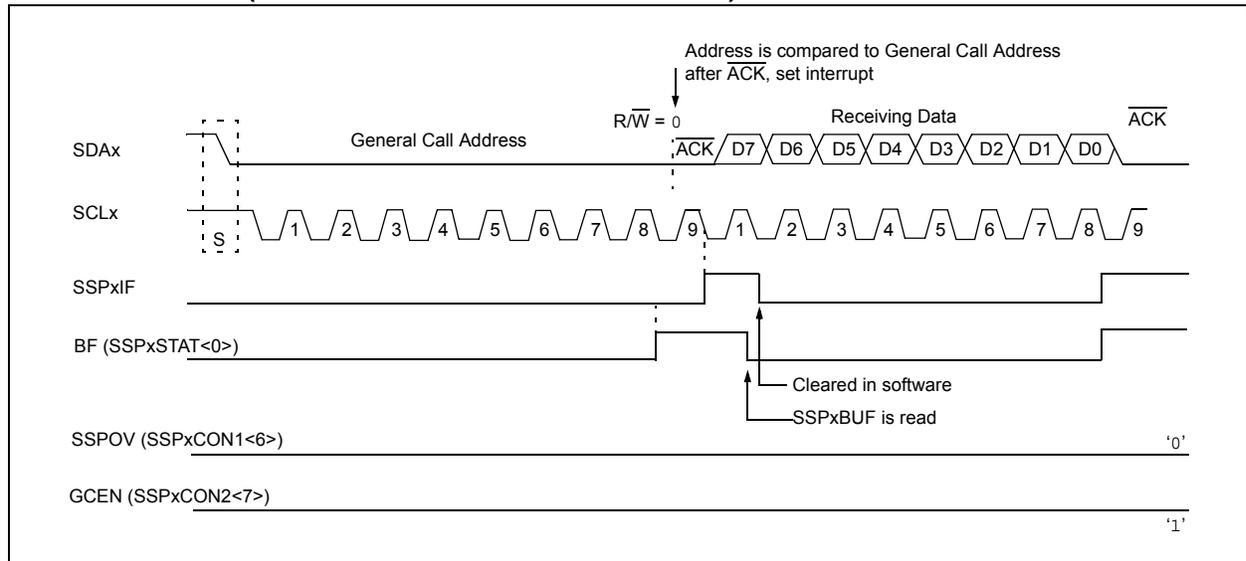 Address is compared to General Call Address
after ACK, set interrupt
R/W = 0
Receiving Data
ACK
General Call Address
SDAx
ACK D7 D6 D5 D4 D3 D2 D1 D0
SCLx
S
1 2 3 4 5 6 7 8 9 1 2 3 4 5 6 7 8 9
SSPxIF
BF (SSPxSTAT<0>)
Cleared in software
SSPxBUF is read
SSPOV (SSPxCON1<6>)
‘0’
GCEN (SSPxCON2<7>)
‘1’